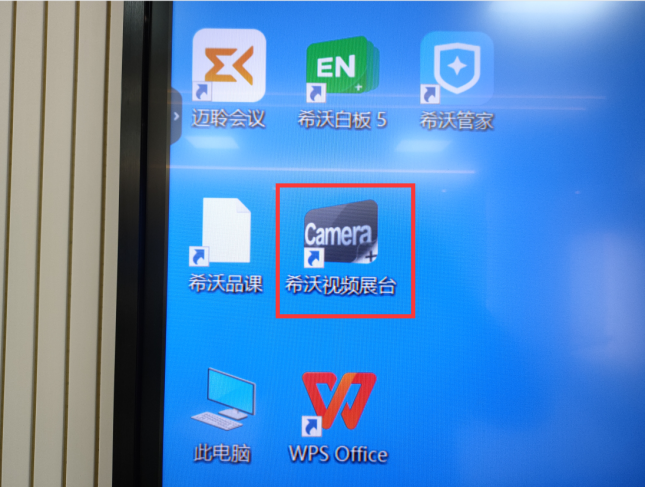 迈聆会议
EN
希沃白板 5
希沃管家
希沃品课
Camera
希沃视频展台
此电脑
WPS Office